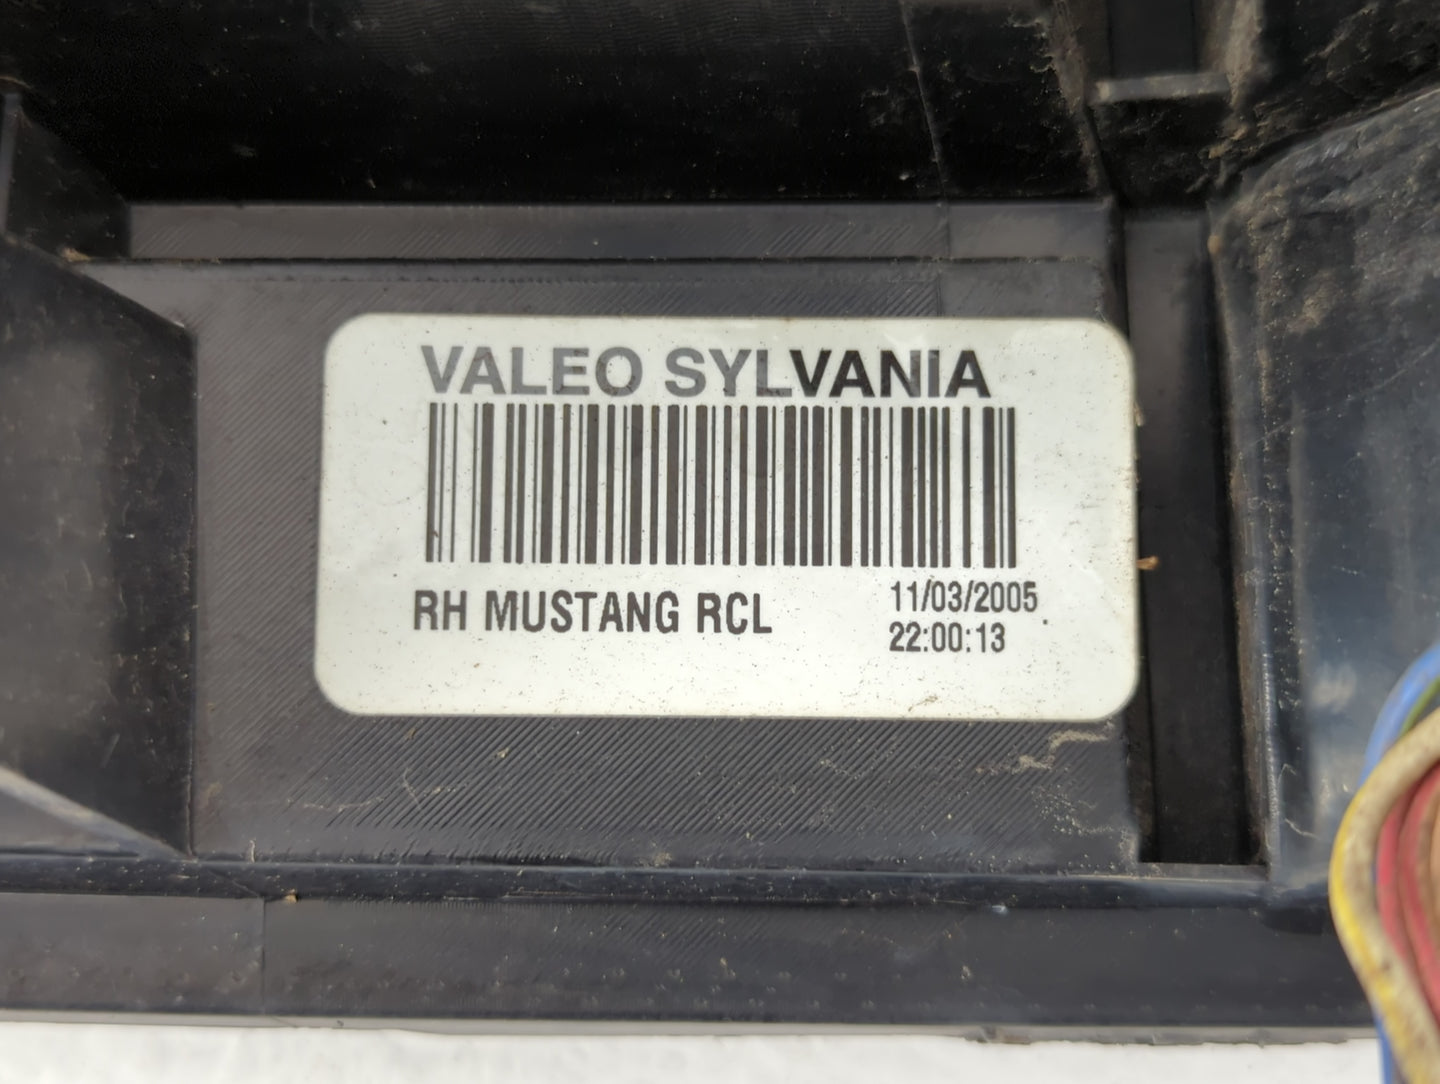 VALEO SYLVANIA
RH MUSTANG RCL
11/03/2005
22:00:13